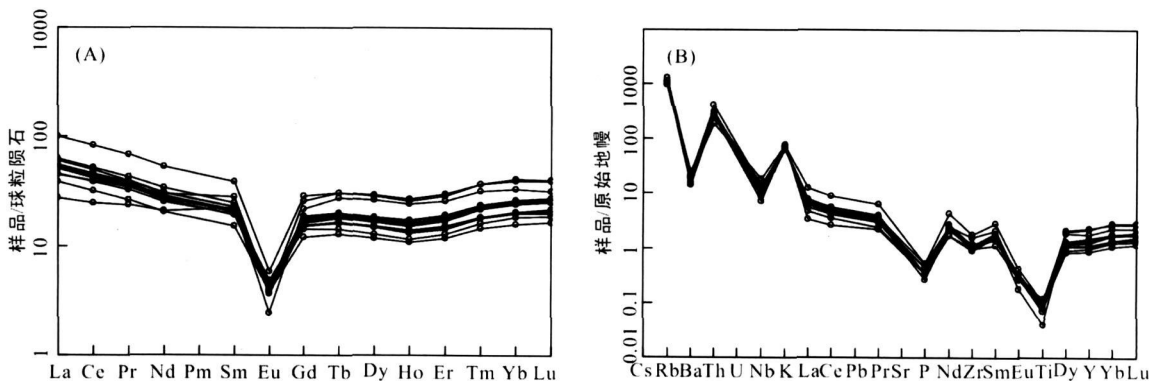 (A)
样品/球粒陨石
1000
100
10
1
La Ce Pr Nd Pm Sm Eu Gd Tb Dy Ho Er Tm Yb Lu
(B)
样品/原始地幔
1000
100
10
1
0.1
0.01
Cs Rb Ba Th U Nb K La Ce Pb Pr Sr P Nd Zr Sm Eu Ti Dy Y Yb Lu